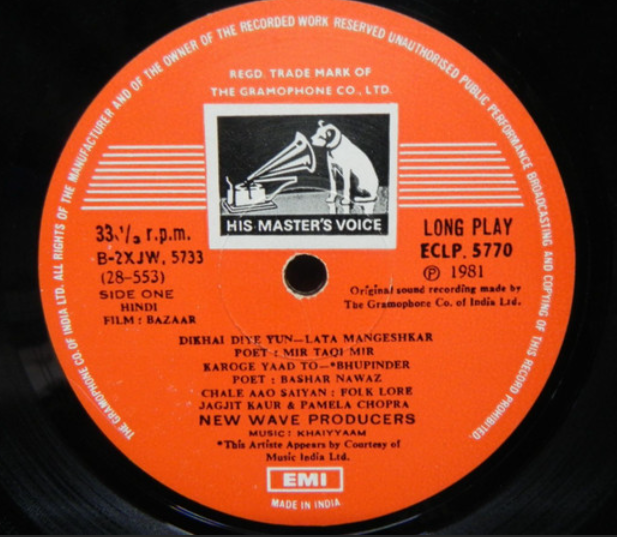 THE GRAMOPHONE CO. OF INDIA LTD. ALL RIGHTS OF THE MANUFACTURER AND OF THE OWNER OF THE RECORDED WORK RESERVED UNAUTHORISED PUBLIC PERFORMANCE BROADCASTING AND COPYING OF THIS RECORD PROHIBITED.
REGD. TRADE MARK OF
THE GRAMOPHONE CO., LTD.
HIS MASTER'S VOICE
33 1/3 r.p.m.
B-2XJW. 5733
(28-553)
SIDE ONE
HINDI
FILM : BAZAAR
LONG PLAY
ECLP. 5770
Ⓟ 1981
Original sound recording made by
The Gramophone Co. of India Ltd.
DIKHAI DIYE YUN—LATA MANGESHKAR
POET : MIR TAQI MIR
KAROGE YAAD TO—*BHUPINDER
POET : BASHAR NAWAZ
CHALE AAO SAIYAN : FOLK LORE
JAGJIT KAUR & PAMELA CHOPRA
NEW WAVE PRODUCERS
MUSIC : KHAIYYAAM
*This Artiste Appears by Courtesy of
Music India Ltd.
EMI
MADE IN INDIA